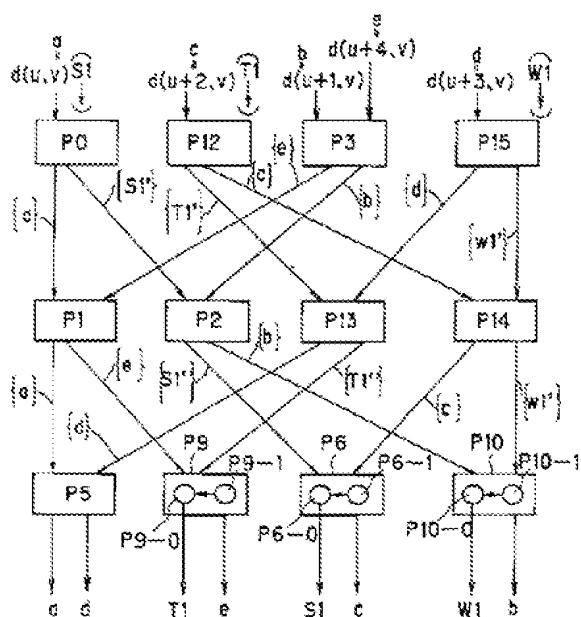 a c b e d
d(u,v) S1 d(u+2,v) T1 d(u+1,v) d(u+4,v) d(u+3,v) W1
P0 P12 P3 P15
{a} {S1'} {T1'} {c} {e} {b} {d} {W1'}
P1 P2 P13 P14
{a} {e} {d} {S1'} {b} {T1'} {c} {W1'}
P9 P6 P10
P5 P9-1 P6-1 P10-1
P9-0 P6-0 P10-0
a d T1 e S1 c W1 b